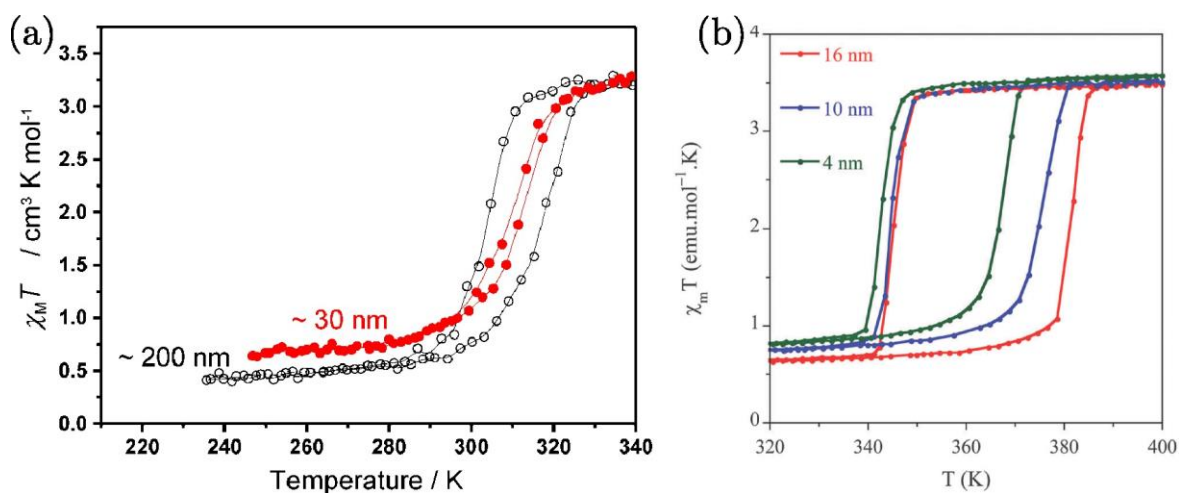 (a)
3.5
3.0
2.5
2.0
1.5
1.0
0.5
0.0
χ_M T / cm³ K mol⁻¹
~ 30 nm
~ 200 nm
220 240 260 280 300 320 340
Temperature / K
(b)
4
3
2
1
0
χ_m T (emu.mol⁻¹.K)
16 nm
10 nm
4 nm
320 340 360 380 400
T (K)